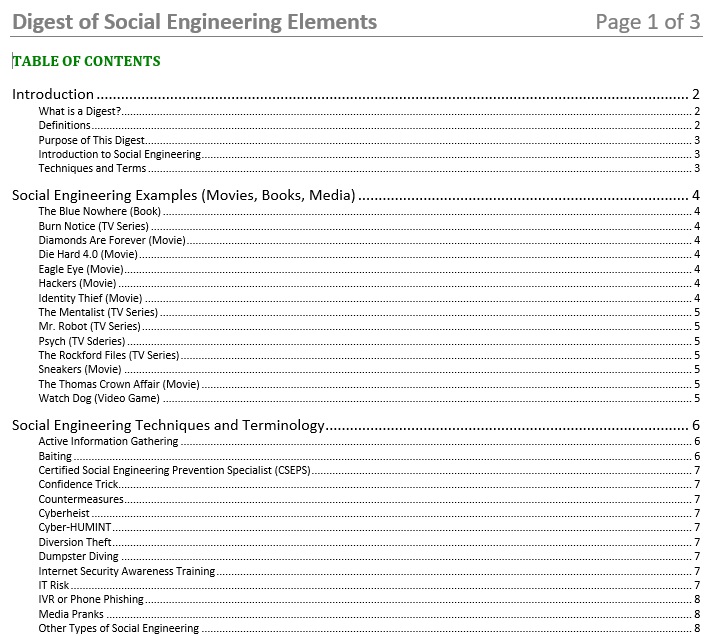 Digest of Social Engineering Elements Page 1 of 3
TABLE OF CONTENTS
Introduction ........ 2
What is a Digest? ........ 2
Definitions ........ 2
Purpose of This Digest ........ 3
Introduction to Social Engineering ........ 3
Techniques and Terms ........ 3
Social Engineering Examples (Movies, Books, Media) ........ 4
The Blue Nowhere (Book) ........ 4
Burn Notice (TV Series) ........ 4
Diamonds Are Forever (Movie) ........ 4
Die Hard 4.0 (Movie) ........ 4
Eagle Eye (Movie) ........ 4
Hackers (Movie) ........ 4
Identity Thief (Movie) ........ 4
The Mentalist (TV Series) ........ 5
Mr. Robot (TV Series) ........ 5
Psych (TV Sderies) ........ 5
The Rockford Files (TV Series) ........ 5
Sneakers (Movie) ........ 5
The Thomas Crown Affair (Movie) ........ 5
Watch Dog (Video Game) ........ 5
Social Engineering Techniques and Terminology ........ 6
Active Information Gathering ........ 6
Baiting ........ 6
Certified Social Engineering Prevention Specialist (CSEPS) ........ 7
Confidence Trick ........ 7
Countermeasures ........ 7
Cyberheist ........ 7
Cyber-HUMINT ........ 7
Diversion Theft ........ 7
Dumpster Diving ........ 7
Internet Security Awareness Training ........ 7
IT Risk ........ 7
IVR or Phone Phishing ........ 8
Media Pranks ........ 8
Other Types of Social Engineering ........ 8